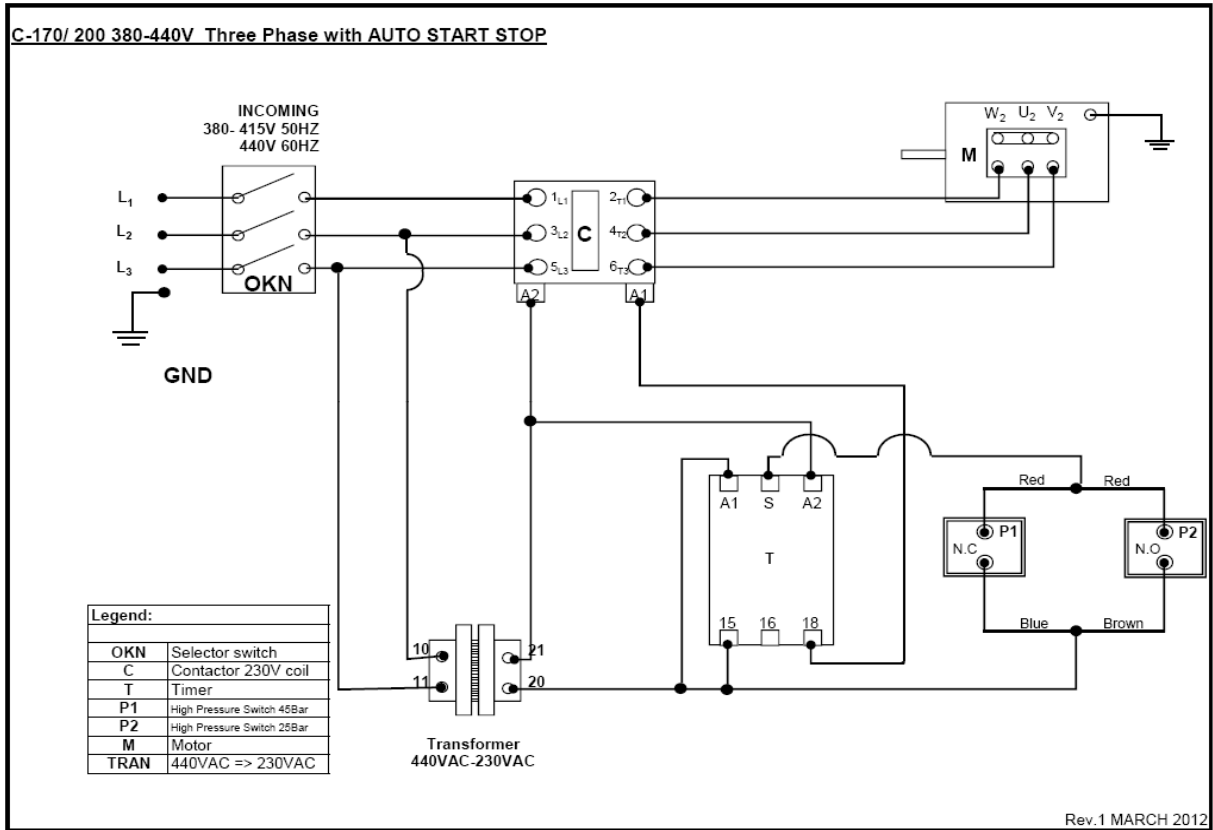 C-170/ 200 380-440V Three Phase with AUTO START STOP
INCOMING
380- 415V 50HZ
440V 60HZ
W2 U2 V2
M
L1
L2
L3
OKN
GND
1L1
3L2
5L3
C
2T1
4T2
6T3
A2
A1
A1 S A2
T
15 16 18
Red Red
P1
N.C
P2
N.O
Blue Brown
10
11
21
20
Transformer
440VAC-230VAC
Legend:
OKN Selector switch
C Contactor 230V coil
T Timer
P1 High Pressure Switch 45Bar
P2 High Pressure Switch 25Bar
M Motor
TRAN 440VAC => 230VAC
Rev.1 MARCH 2012